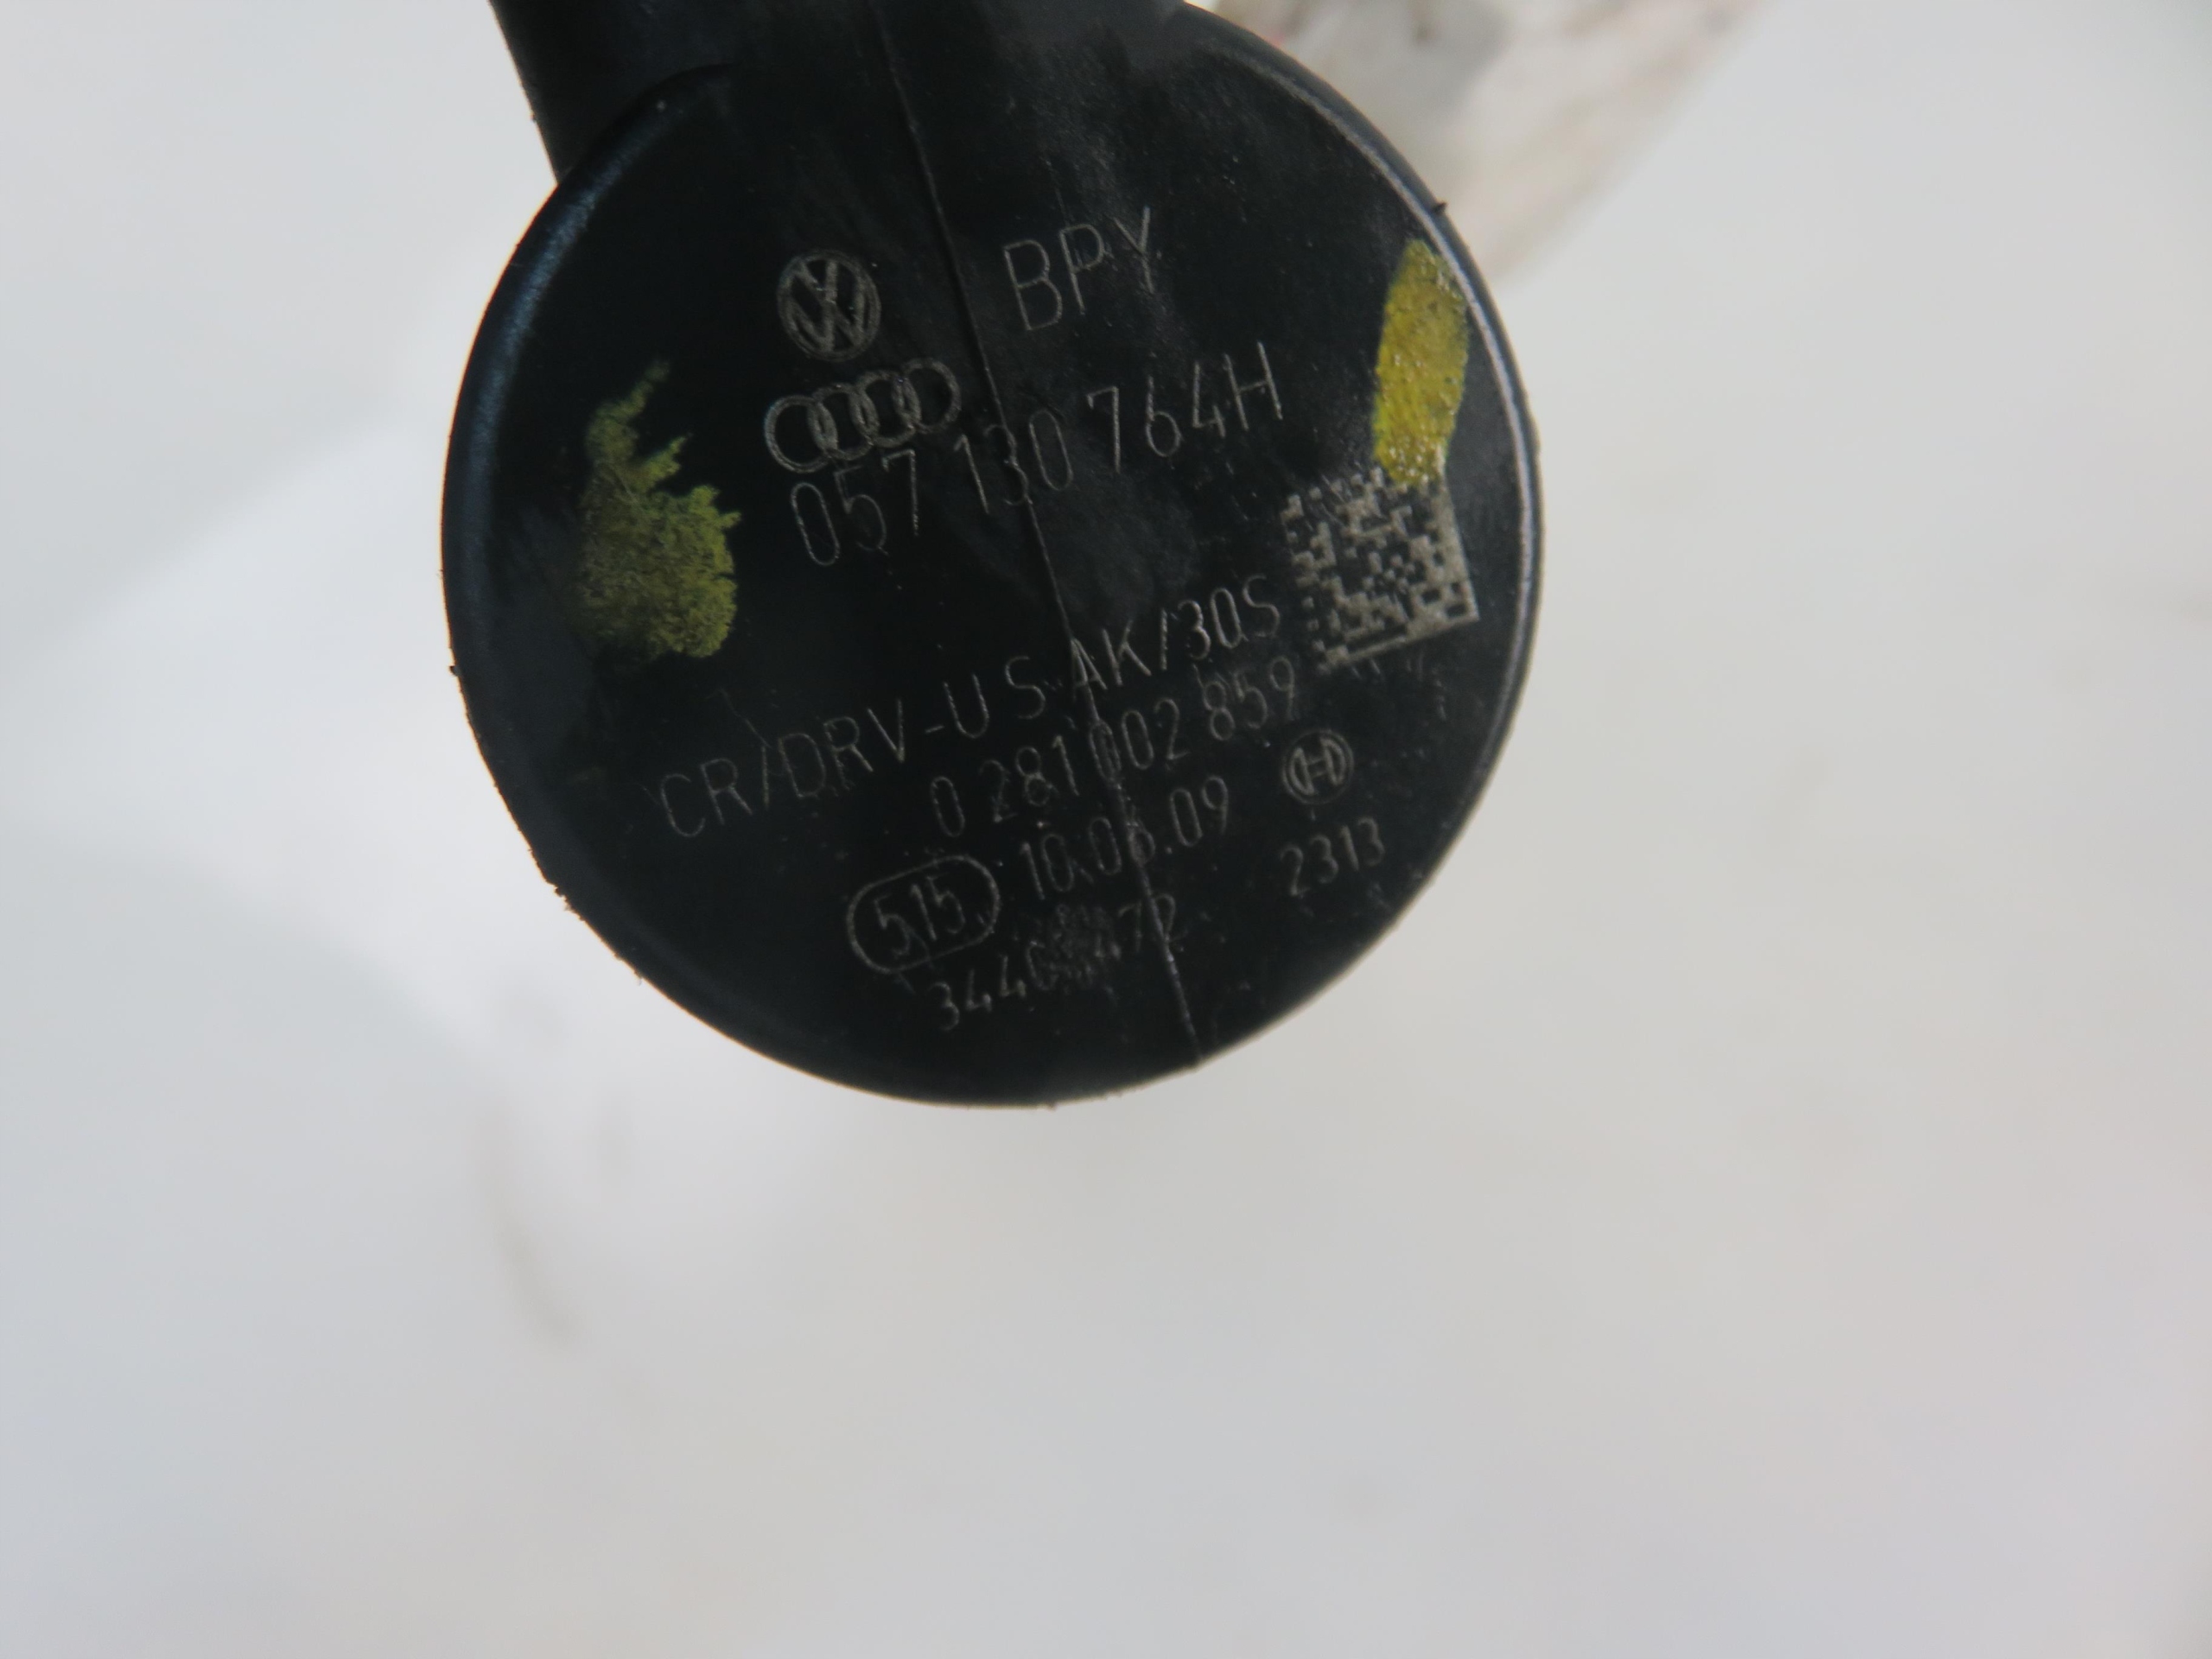 BPY
057 130 764H
CR/DRV-U S AK/30S
0 281 002 859
515 10.06.09
2313